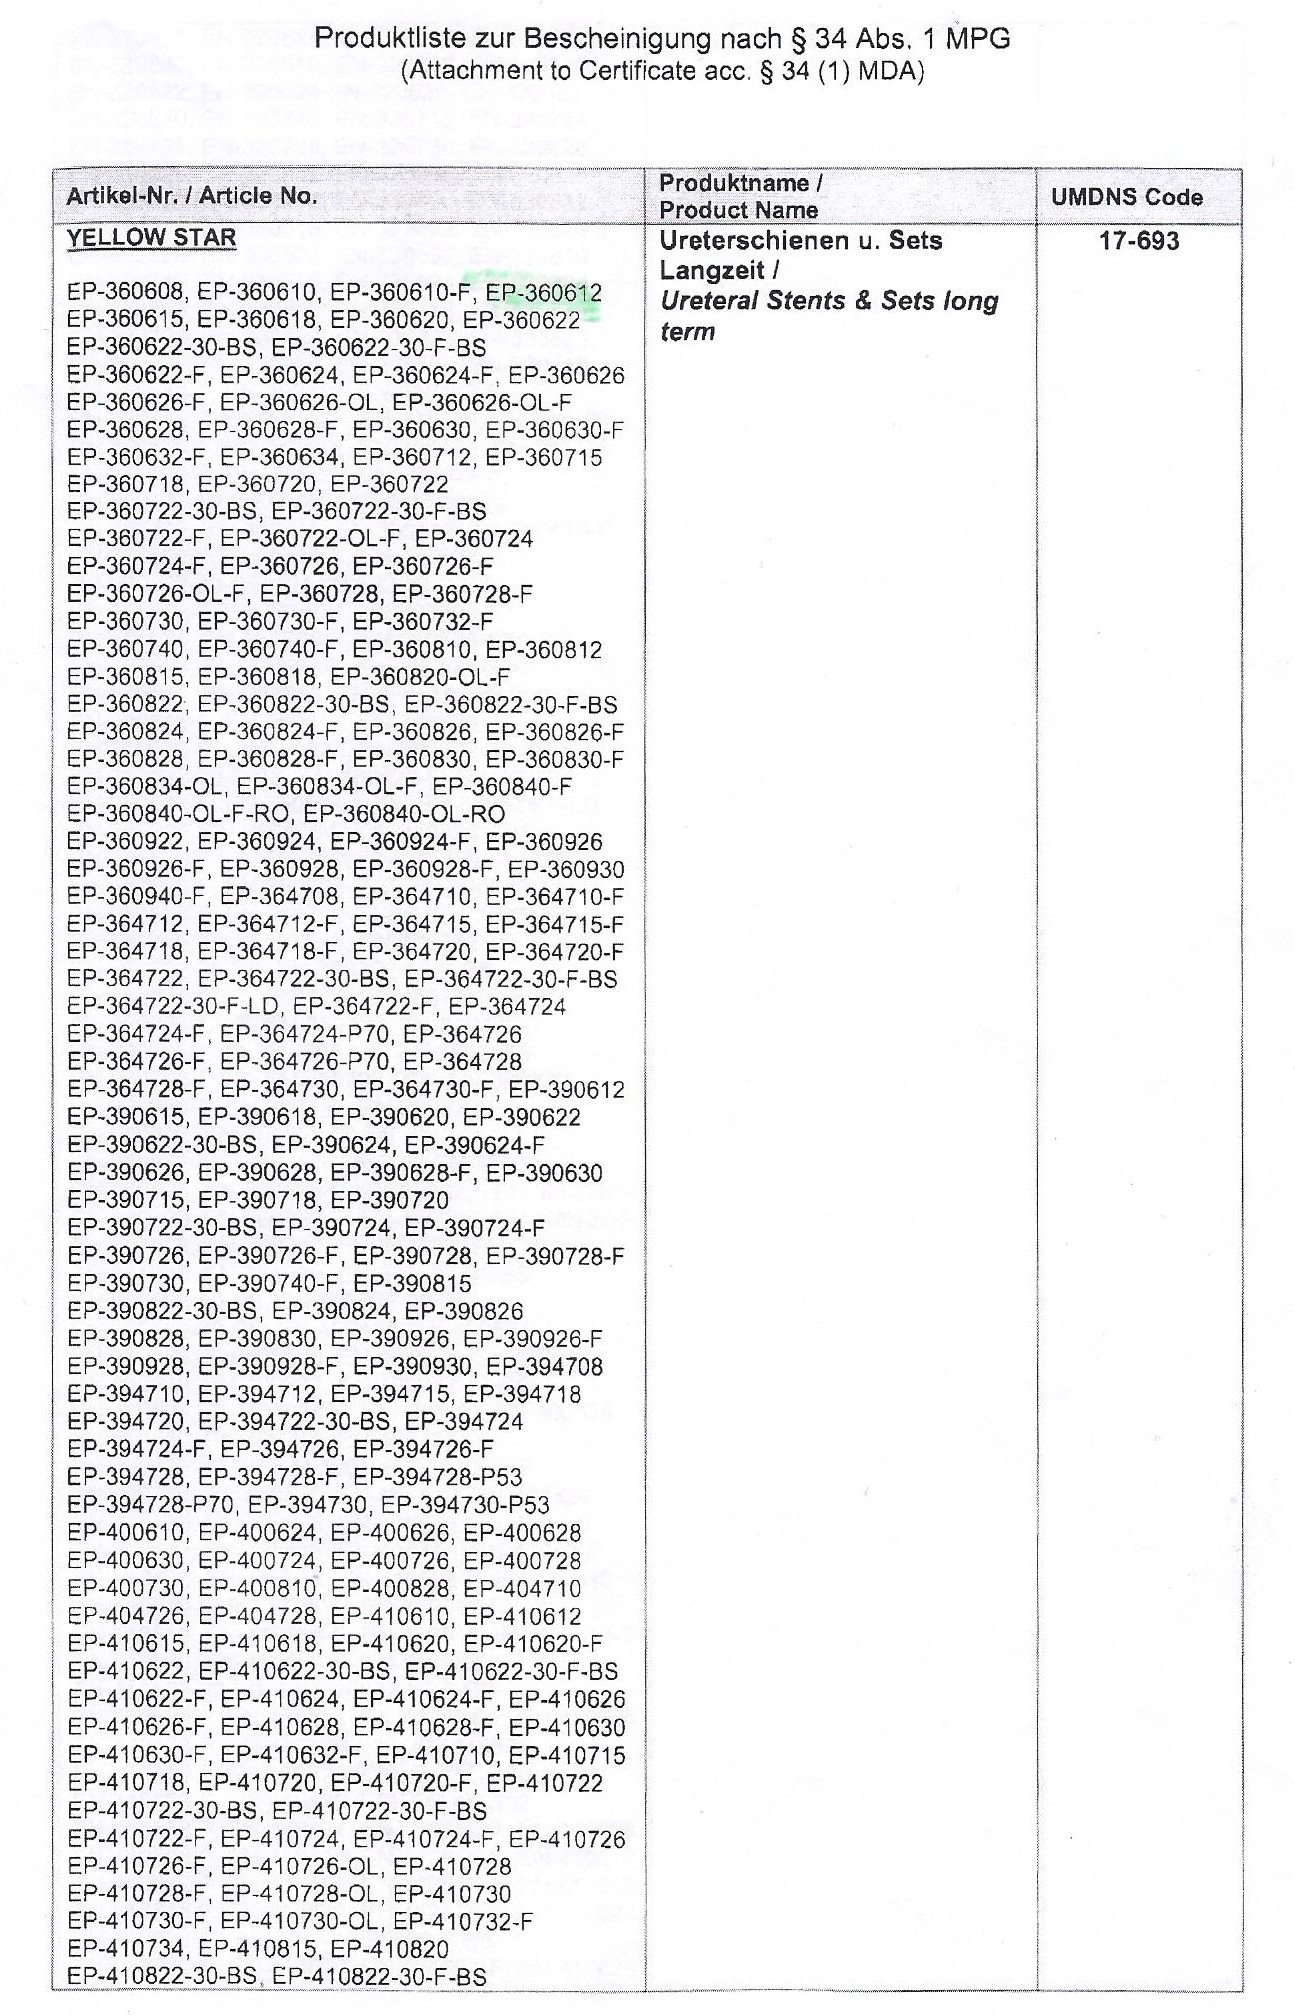 Produktliste zur Bescheinigung nach § 34 Abs. 1 MPG
(Attachment to Certificate acc. § 34 (1) MDA)
Artikel-Nr. / Article No.
Produktname /
Product Name
UMDNS Code
YELLOW STAR
EP-360608, EP-360610, EP-360610-F, EP-360612
EP-360615, EP-360618, EP-360620, EP-360622
EP-360622-30-BS, EP-360622-30-F-BS
EP-360622-F, EP-360624, EP-360624-F, EP-360626
EP-360626-F, EP-360626-OL, EP-360626-OL-F
EP-360628, EP-360628-F, EP-360630, EP-360630-F
EP-360632-F, EP-360634, EP-360712, EP-360715
EP-360718, EP-360720, EP-360722
EP-360722-30-BS, EP-360722-30-F-BS
EP-360722-F, EP-360722-OL-F, EP-360724
EP-360724-F, EP-360726, EP-360726-F
EP-360726-OL-F, EP-360728, EP-360728-F
EP-360730, EP-360730-F, EP-360732-F
EP-360740, EP-360740-F, EP-360810, EP-360812
EP-360815, EP-360818, EP-360820-OL-F
EP-360822, EP-360822-30-BS, EP-360822-30-F-BS
EP-360824, EP-360824-F, EP-360826, EP-360826-F
EP-360828, EP-360828-F, EP-360830, EP-360830-F
EP-360834-OL, EP-360834-OL-F, EP-360840-F
EP-360840-OL-F-RO, EP-360840-OL-RO
EP-360922, EP-360924, EP-360924-F, EP-360926
EP-360926-F, EP-360928, EP-360928-F, EP-360930
EP-360940-F, EP-364708, EP-364710, EP-364710-F
EP-364712, EP-364712-F, EP-364715, EP-364715-F
EP-364718, EP-364718-F, EP-364720, EP-364720-F
EP-364722, EP-364722-30-BS, EP-364722-30-F-BS
EP-364722-30-F-LD, EP-364722-F, EP-364724
EP-364724-F, EP-364724-P70, EP-364726
EP-364726-F, EP-364726-P70, EP-364728
EP-364728-F, EP-364730, EP-364730-F, EP-390612
EP-390615, EP-390618, EP-390620, EP-390622
EP-390622-30-BS, EP-390624, EP-390624-F
EP-390626, EP-390628, EP-390628-F, EP-390630
EP-390715, EP-390718, EP-390720
EP-390722-30-BS, EP-390724, EP-390724-F
EP-390726, EP-390726-F, EP-390728, EP-390728-F
EP-390730, EP-390740-F, EP-390815
EP-390822-30-BS, EP-390824, EP-390826
EP-390828, EP-390830, EP-390926, EP-390926-F
EP-390928, EP-390928-F, EP-390930, EP-394708
EP-394710, EP-394712, EP-394715, EP-394718
EP-394720, EP-394722-30-BS, EP-394724
EP-394724-F, EP-394726, EP-394726-F
EP-394728, EP-394728-F, EP-394728-P53
EP-394728-P70, EP-394730, EP-394730-P53
EP-400610, EP-400624, EP-400626, EP-400628
EP-400630, EP-400724, EP-400726, EP-400728
EP-400730, EP-400810, EP-400828, EP-404710
EP-404726, EP-404728, EP-410610, EP-410612
EP-410615, EP-410618, EP-410620, EP-410620-F
EP-410622, EP-410622-30-BS, EP-410622-30-F-BS
EP-410622-F, EP-410624, EP-410624-F, EP-410626
EP-410626-F, EP-410628, EP-410628-F, EP-410630
EP-410630-F, EP-410632-F, EP-410710, EP-410715
EP-410718, EP-410720, EP-410720-F, EP-410722
EP-410722-30-BS, EP-410722-30-F-BS
EP-410722-F, EP-410724, EP-410724-F, EP-410726
EP-410726-F, EP-410726-OL, EP-410728
EP-410728-F, EP-410728-OL, EP-410730
EP-410730-F, EP-410730-OL, EP-410732-F
EP-410734, EP-410815, EP-410820
EP-410822-30-BS, EP-410822-30-F-BS
Ureterschienen u. Sets
Langzeit /
Ureteral Stents & Sets long
term
17-693